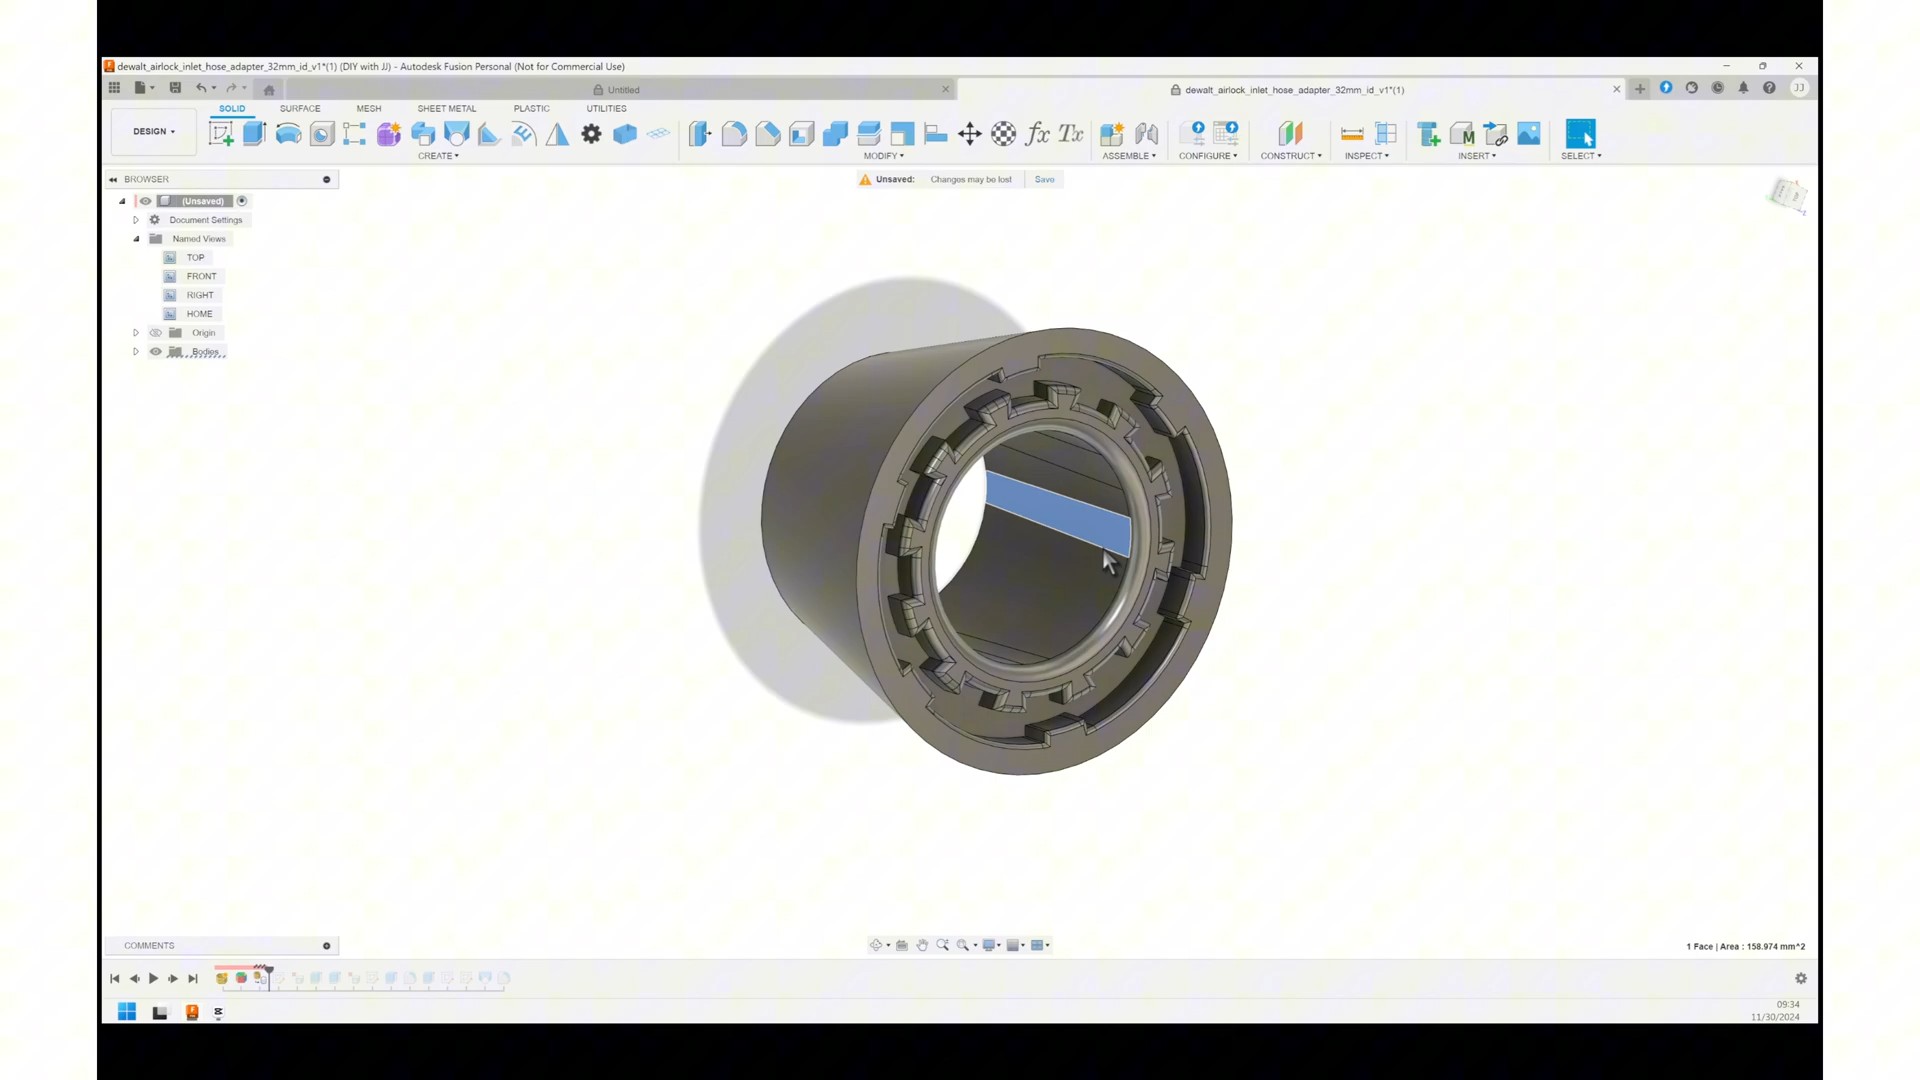 dewalt_airlock_inlet_hose_adapter_32mm_id_v1*(1) (DIY with JJ) - Autodesk Fusion Personal (Not for Commercial Use)
Untitled
dewalt_airlock_inlet_hose_adapter_32mm_id_v1*(1)
JJ
SOLID SURFACE MESH SHEET METAL PLASTIC UTILITIES
DESIGN
fx Tx
M
CREATE MODIFY ASSEMBLE CONFIGURE CONSTRUCT INSPECT INSERT SELECT
BROWSER
Unsaved: Changes may be lost Save
(Unsaved)
Document Settings
Named Views
TOP
FRONT
RIGHT
HOME
Origin
Bodies
COMMENTS
1 Face | Area : 158.974 mm^2
09:34
11/30/2024